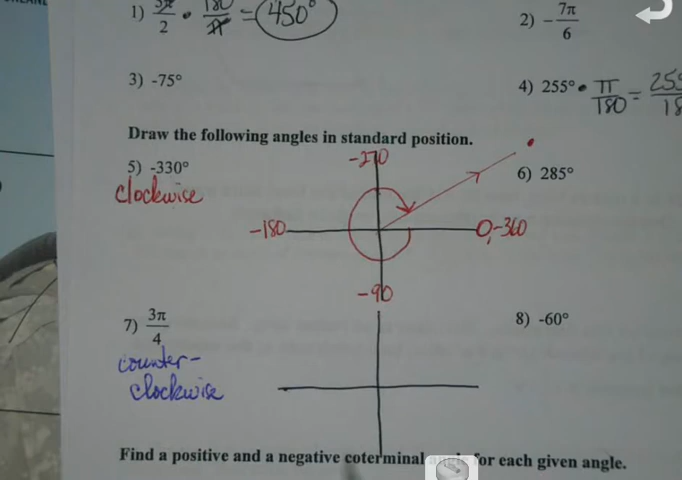 1) 5π/2 • 180/π = 450°
2) -7π/6
3) -75°
4) 255° • π/180 = 255
Draw the following angles in standard position.
5) -330°
clockwise
-270
-180
0,-360
-90
6) 285°
7) 3π/4
counter-
clockwise
8) -60°
Find a positive and a negative coterminal for each given angle.